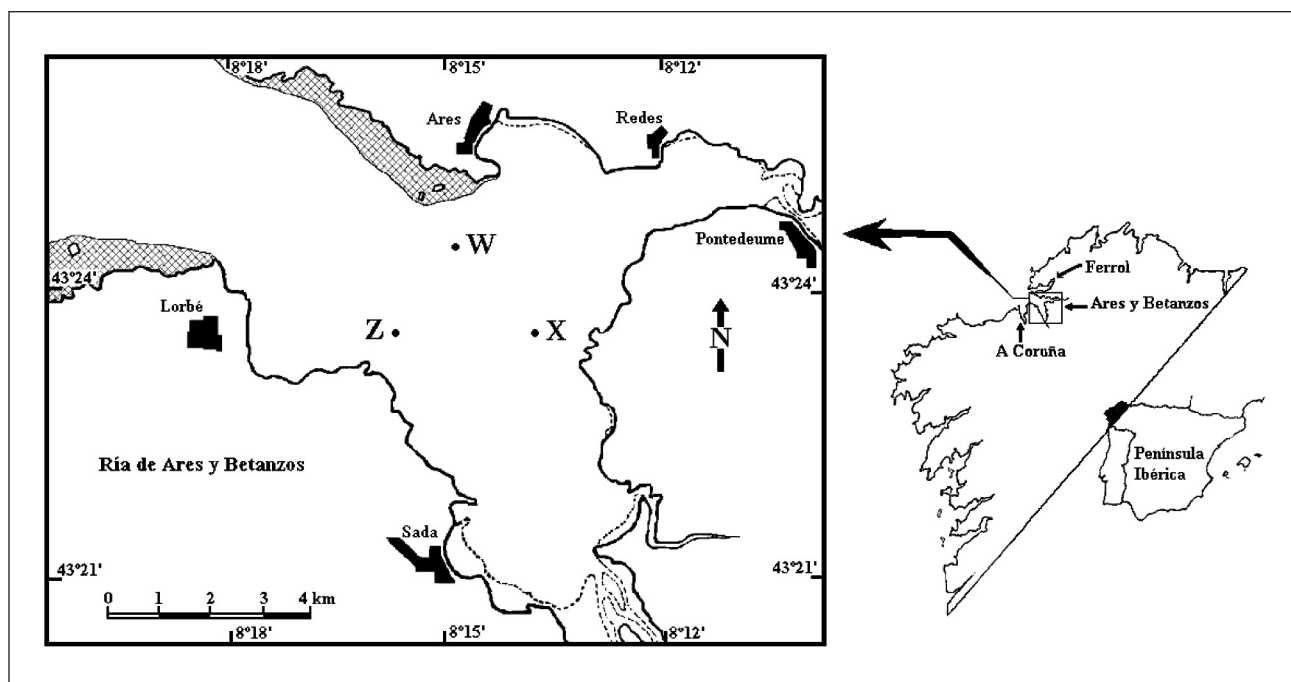 8°18' 8°15' 8°12'
Ares
Redes
W
Pontedeume
43°24' 43°24'
Lorbé
Z X
N
Ría de Ares y Betanzos
Sada
43°21' 43°21'
0 1 2 3 4 km
8°18' 8°15' 8°12'
Ferrol
Ares y Betanzos
A Coruña
Península
Ibérica